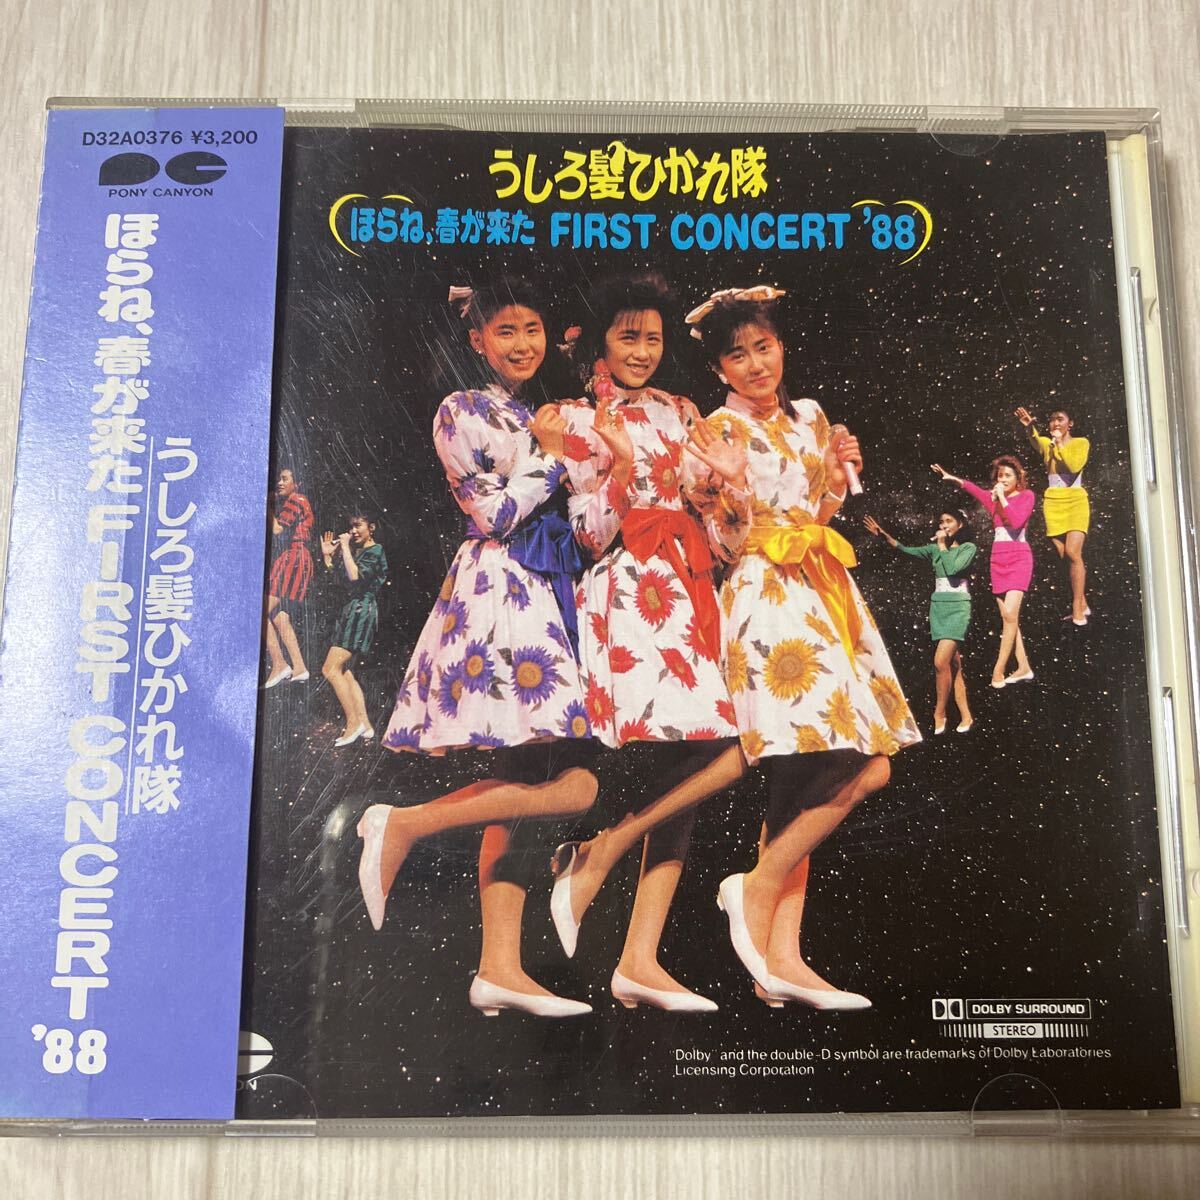 D32A0376 ¥3,200
PONY CANYON
ほらね、春が来た FIRST CONCERT '88
うしろ髪ひかれ隊
うしろ髪ひかれ隊
(ほらね、春が来た FIRST CONCERT '88)
DOLBY SURROUND
STEREO
"Dolby" and the double-D symbol are trademarks of Dolby Laboratories
Licensing Corporation